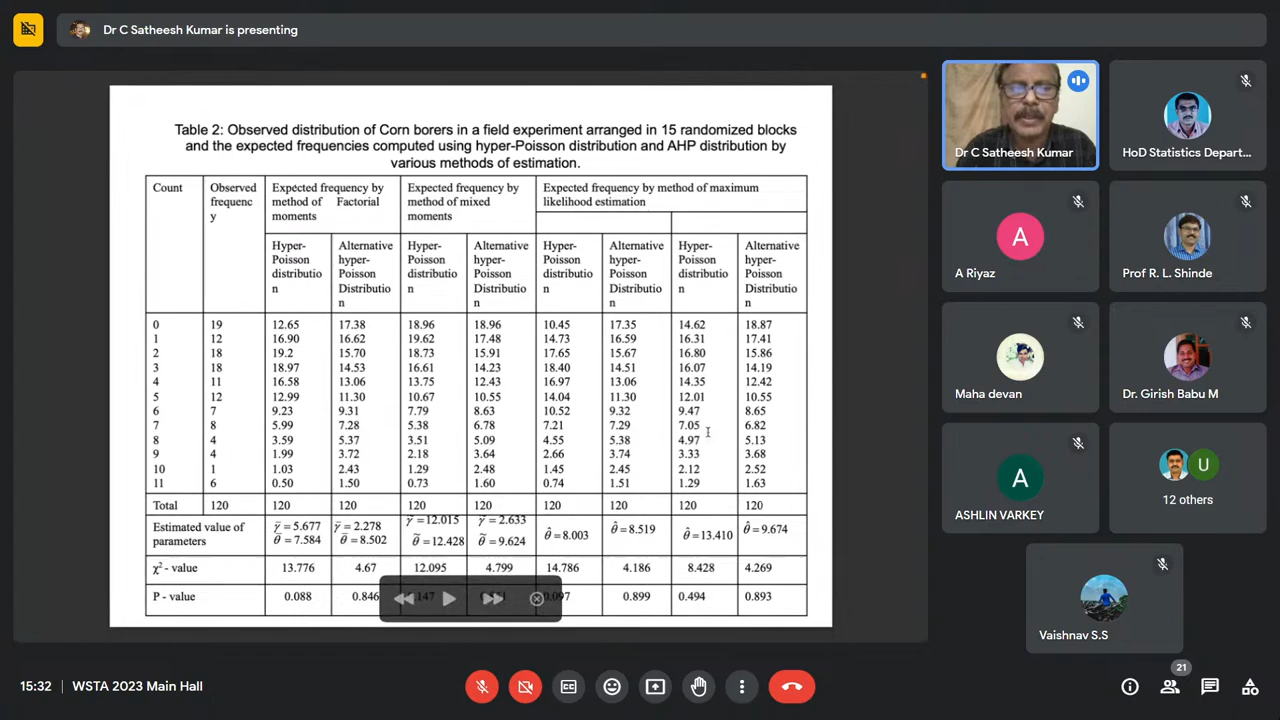 Dr C Satheesh Kumar is presenting
Table 2: Observed distribution of Corn borers in a field experiment arranged in 15 randomized blocks
and the expected frequencies computed using hyper-Poisson distribution and AHP distribution by
various methods of estimation.
Count Observed Expected frequency by Expected frequency by Expected frequency by method of maximum
frequenc method of Factorial method of mixed likelihood estimation
y moments moments
Hyper- Alternative Hyper- Alternative Hyper- Alternative Hyper- Alternative
Poisson hyper- Poisson hyper- Poisson hyper- Poisson hyper-
distributio Poisson distributio Poisson distributio Poisson distributio Poisson
n Distributio n Distributio n Distributio n Distributio
n n n n
0 19 12.65 17.38 18.96 18.96 10.45 17.35 14.62 18.87
1 12 16.90 16.62 19.62 17.48 14.73 16.59 16.31 17.41
2 18 19.2 15.70 18.73 15.91 17.65 15.67 16.80 15.86
3 18 18.97 14.53 16.61 14.23 18.40 14.51 16.07 14.19
4 11 16.58 13.06 13.75 12.43 16.97 13.06 14.35 12.42
5 12 12.99 11.30 10.67 10.55 14.04 11.30 12.01 10.55
6 7 9.23 9.31 7.79 8.63 10.52 9.32 9.47 8.65
7 8 5.99 7.28 5.38 6.78 7.21 7.29 7.05 6.82
8 4 3.59 5.37 3.51 5.09 4.55 5.38 4.97 5.13
9 4 1.99 3.72 2.18 3.64 2.66 3.74 3.33 3.68
10 1 1.03 2.43 1.29 2.48 1.45 2.45 2.12 2.52
11 6 0.50 1.50 0.73 1.60 0.74 1.51 1.29 1.63
Total 120 120 120 120 120 120 120 120 120
Estimated value of γ̄ = 5.677 γ̄ = 2.278 γ̃ = 12.015 γ̃ = 2.633
parameters θ̄ = 7.584 θ̄ = 8.502 θ̃ = 12.428 θ̃ = 9.624 θ̂ = 8.003 θ̂ = 8.519 θ̂ = 13.410 θ̂ = 9.674
χ² - value 13.776 4.67 12.095 4.799 14.786 4.186 8.428 4.269
P - value 0.088 0.846 0.899 0.494 0.893
Dr C Satheesh Kumar
HoD Statistics Depart...
A
A Riyaz
Prof R. L. Shinde
Maha devan
Dr. Girish Babu M
A
ASHLIN VARKEY
U
12 others
Vaishnav S.S
15:32 | WSTA 2023 Main Hall
21